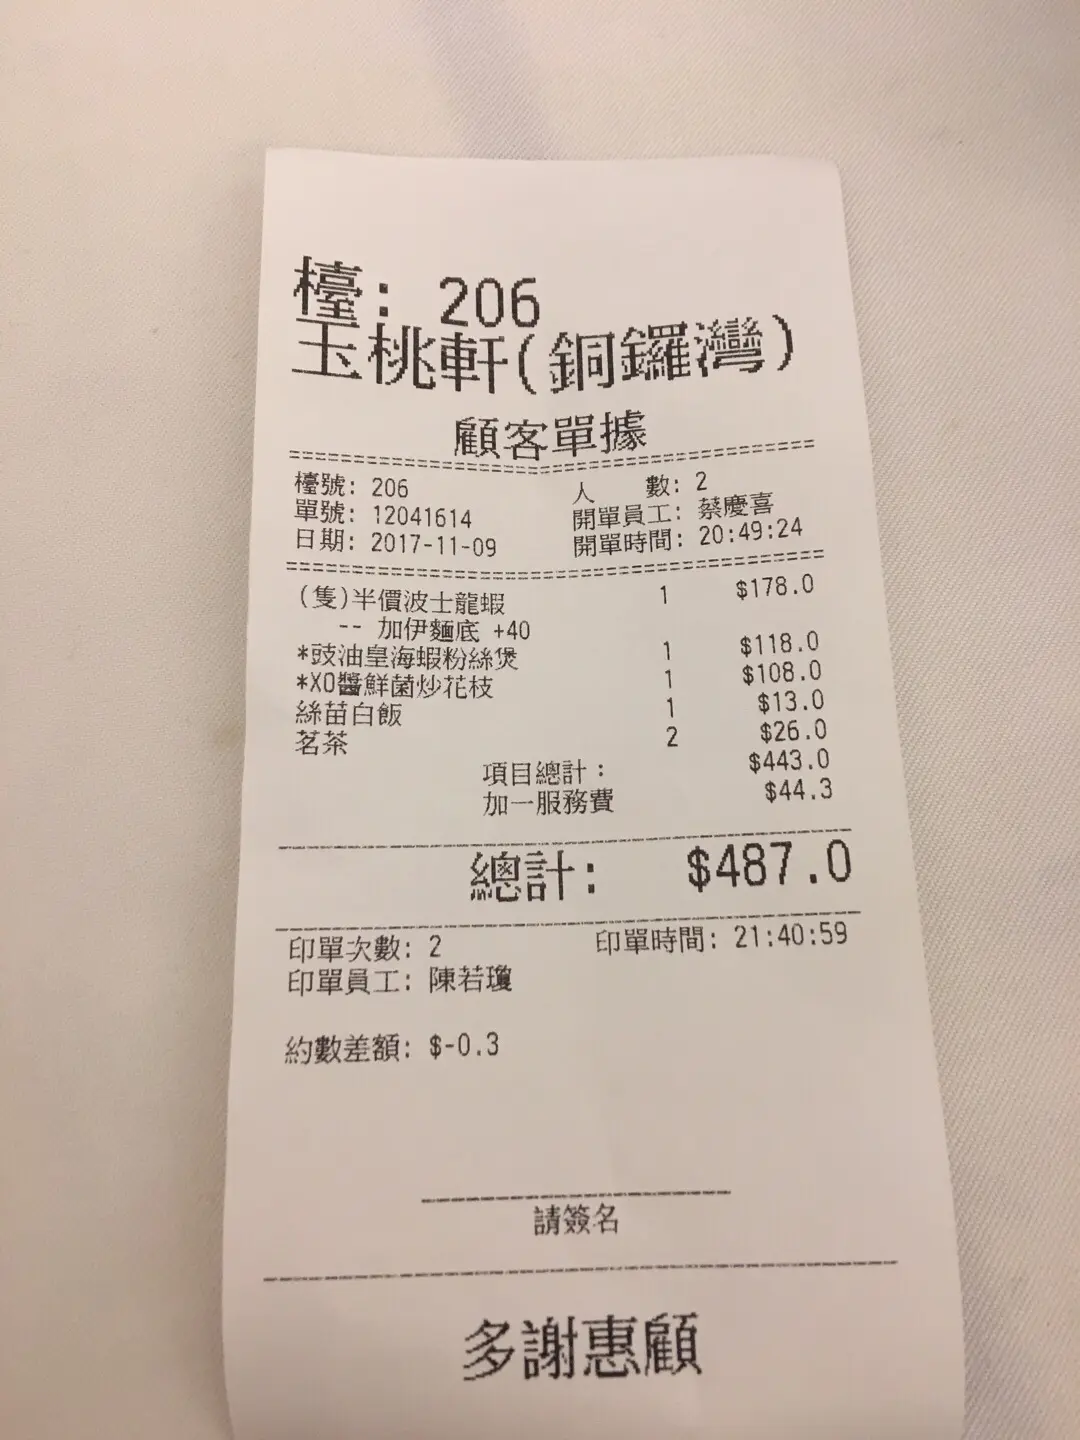 檯: 206
玉桃軒(銅鑼灣)
顧客單據
檯號: 206 人 數: 2
單號: 12041614 開單員工: 蔡慶喜
日期: 2017-11-09 開單時間: 20:49:24
(隻)半價波士龍蝦 1 $178.0
-- 加伊麵底 +40
*豉油皇海蝦粉絲煲 1 $118.0
*XO醬鮮菌炒花枝 1 $108.0
絲苗白飯 1 $13.0
茗茶 2 $26.0
項目總計: $443.0
加一服務費 $44.3
總計: $487.0
印單次數: 2 印單時間: 21:40:59
印單員工: 陳若瓊
約數差額: $-0.3
請簽名
多謝惠顧